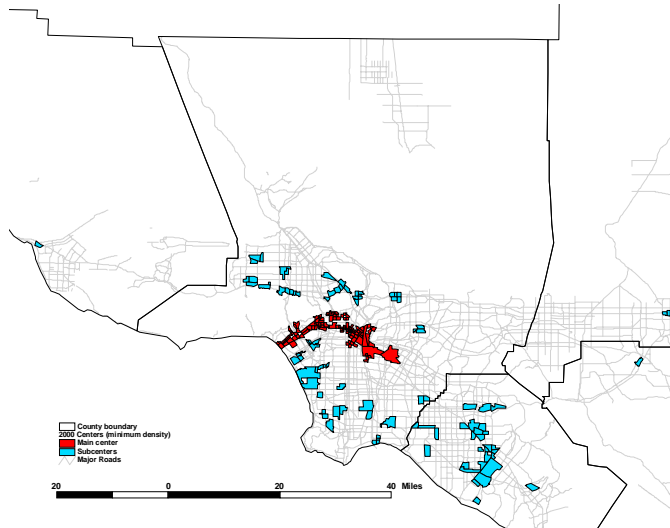 County boundary
2000 Centers (minimum density)
Main center
Subcenters
Major Roads
20 0 20 40 Miles